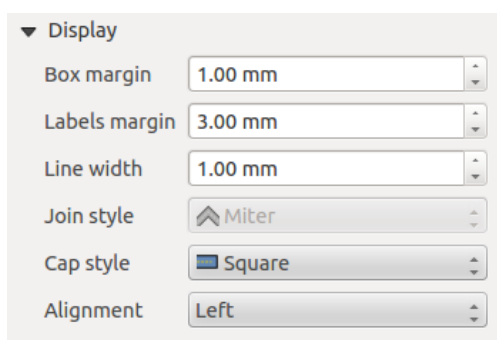 Display
Box margin 1.00 mm
Labels margin 3.00 mm
Line width 1.00 mm
Join style Miter
Cap style Square
Alignment Left